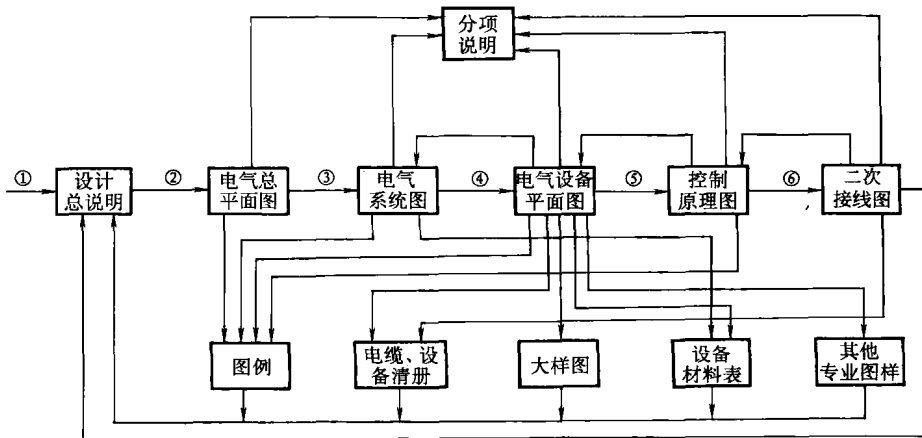 分项
说明
①
设计
总说明
②
电气总
平面图
③
电气
系统图
④
电气设备
平面图
⑤
控制
原理图
⑥
二次
接线图
图例
电缆、设
备清册
大样图
设备
材料表
其他
专业图样